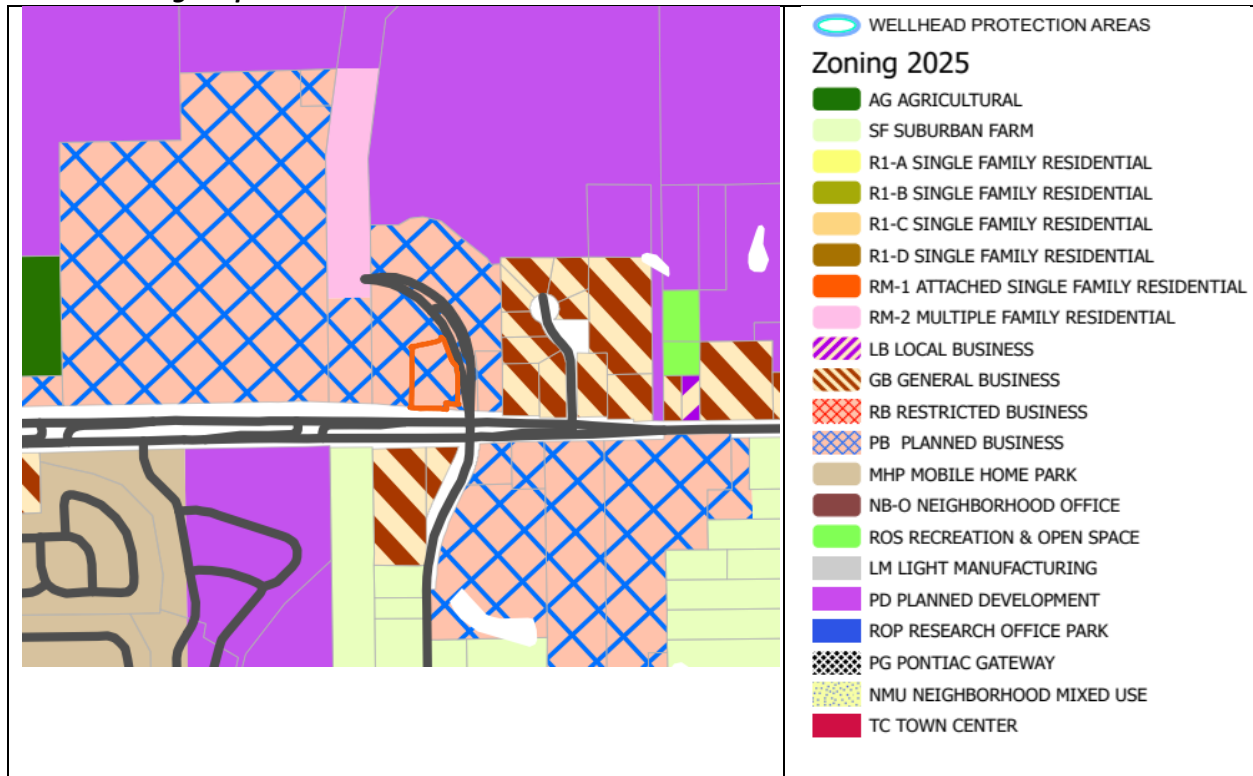 WELLHEAD PROTECTION AREAS
Zoning 2025
AG AGRICULTURAL
SF SUBURBAN FARM
R1-A SINGLE FAMILY RESIDENTIAL
R1-B SINGLE FAMILY RESIDENTIAL
R1-C SINGLE FAMILY RESIDENTIAL
R1-D SINGLE FAMILY RESIDENTIAL
RM-1 ATTACHED SINGLE FAMILY RESIDENTIAL
RM-2 MULTIPLE FAMILY RESIDENTIAL
LB LOCAL BUSINESS
GB GENERAL BUSINESS
RB RESTRICTED BUSINESS
PB PLANNED BUSINESS
MHP MOBILE HOME PARK
NB-O NEIGHBORHOOD OFFICE
ROS RECREATION & OPEN SPACE
LM LIGHT MANUFACTURING
PD PLANNED DEVELOPMENT
ROP RESEARCH OFFICE PARK
PG PONTIAC GATEWAY
NMU NEIGHBORHOOD MIXED USE
TC TOWN CENTER